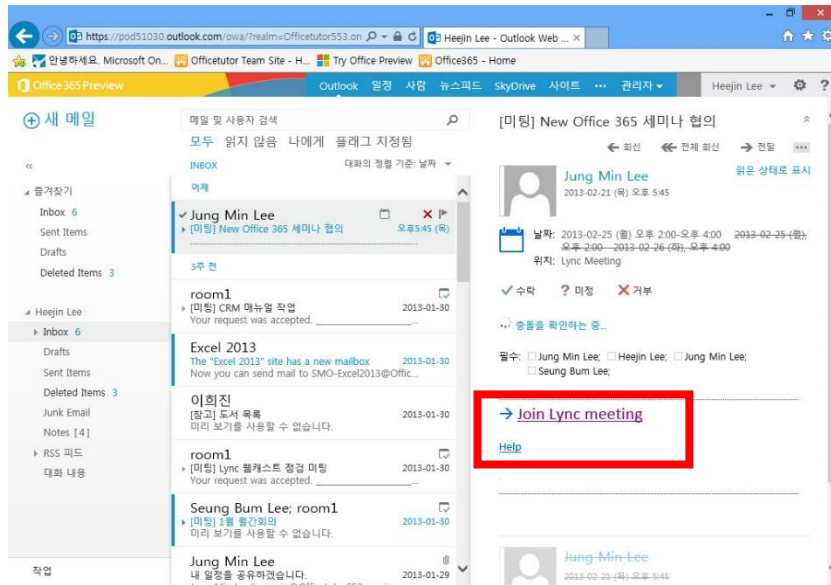 https://pod51030.outlook.com/owa/?realm=Officetutor553.on
Heejin Lee - Outlook Web ...
안녕하세요. Microsoft On...
Officetutor Team Site - H...
Try Office Preview
Office365 - Home
Office 365 Preview
Outlook 일정 사람 뉴스피드 SkyDrive 사이트 ··· 관리자
Heejin Lee
?
새 메일
«
즐겨찾기
Inbox 6
Sent Items
Drafts
Deleted Items 3
Heejin Lee
Inbox 6
Drafts
Sent Items
Deleted Items 3
Junk Email
Notes [4]
RSS 피드
대화 내용
작업
메일 및 사용자 검색
모두 읽지 않음 나에게 플래그 지정됨
INBOX 대화의 정렬 기준: 날짜
어제
Jung Min Lee
[미팅] New Office 365 세미나 협의 오후5:45 (목)
3주 전
room1
[미팅] CRM 매뉴얼 작업 2013-01-30
Your request was accepted. ...
Excel 2013
The "Excel 2013" site has a new mailbox 2013-01-30
Now you can send mail to SMO-Excel2013@Offic...
이희진
[참고] 도서 목록 2013-01-30
미리 보기를 사용할 수 없습니다.
room1
[미팅] Lync 웹캐스트 점검 미팅 2013-01-30
Your request was accepted. ...
Seung Bum Lee; room1
[미팅] 1월 월간회의 2013-01-30
미리 보기를 사용할 수 없습니다.
Jung Min Lee
내 일정을 공유하겠습니다. 2013-01-29
[미팅] New Office 365 세미나 협의
회신 전체 회신 전달 ···
Jung Min Lee
읽은 상태로 표시
2013-02-21 (목) 오후 5:45
날짜: 2013-02-25 (월) 오후 2:00-오후 4:00 2013-02-25 (월),
오후 2:00 - 2013-02-26 (화), 오후 4:00
위치: Lync Meeting
수락 ? 미정 거부
충돌을 확인하는 중...
필수: Jung Min Lee; Heejin Lee; Jung Min Lee;
Seung Bum Lee;
→ Join Lync meeting
Help
Jung Min Lee
2013-02-21 (목) 오후 5:45